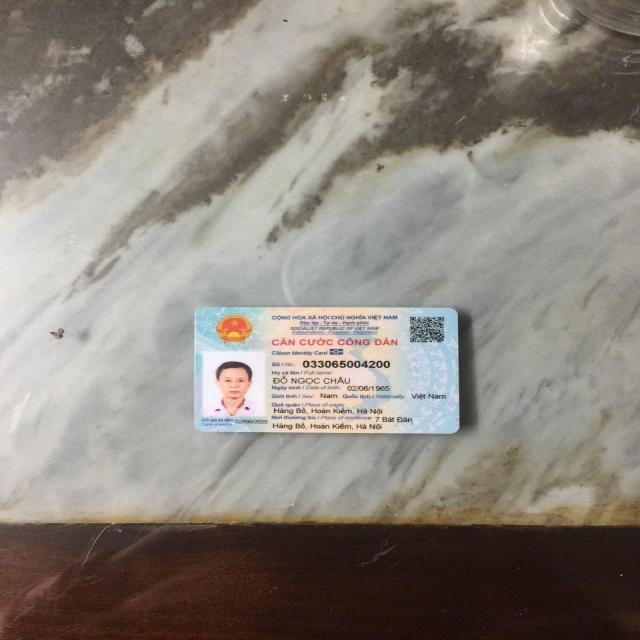 CỘNG HÒA XÃ HỘI CHỦ NGHĨA VIỆT NAM
Độc lập - Tự do - Hạnh phúc
SOCIALIST REPUBLIC OF VIET NAM
Independence - Freedom - Happiness
CĂN CƯỚC CÔNG DÂN
Citizen Identity Card
Số / No.: 033065004200
Họ và tên / Full name:
ĐỖ NGỌC CHÂU
Ngày sinh / Date of birth: 02/06/1965
Giới tính / Sex: Nam Quốc tịch / Nationality: Việt Nam
Quê quán / Place of origin:
Hàng Bồ, Hoàn Kiếm, Hà Nội
Nơi thường trú / Place of residence: 7 Bát Đàn
Hàng Bồ, Hoàn Kiếm, Hà Nội
Có giá trị đến: 02/06/2025
Date of expiry